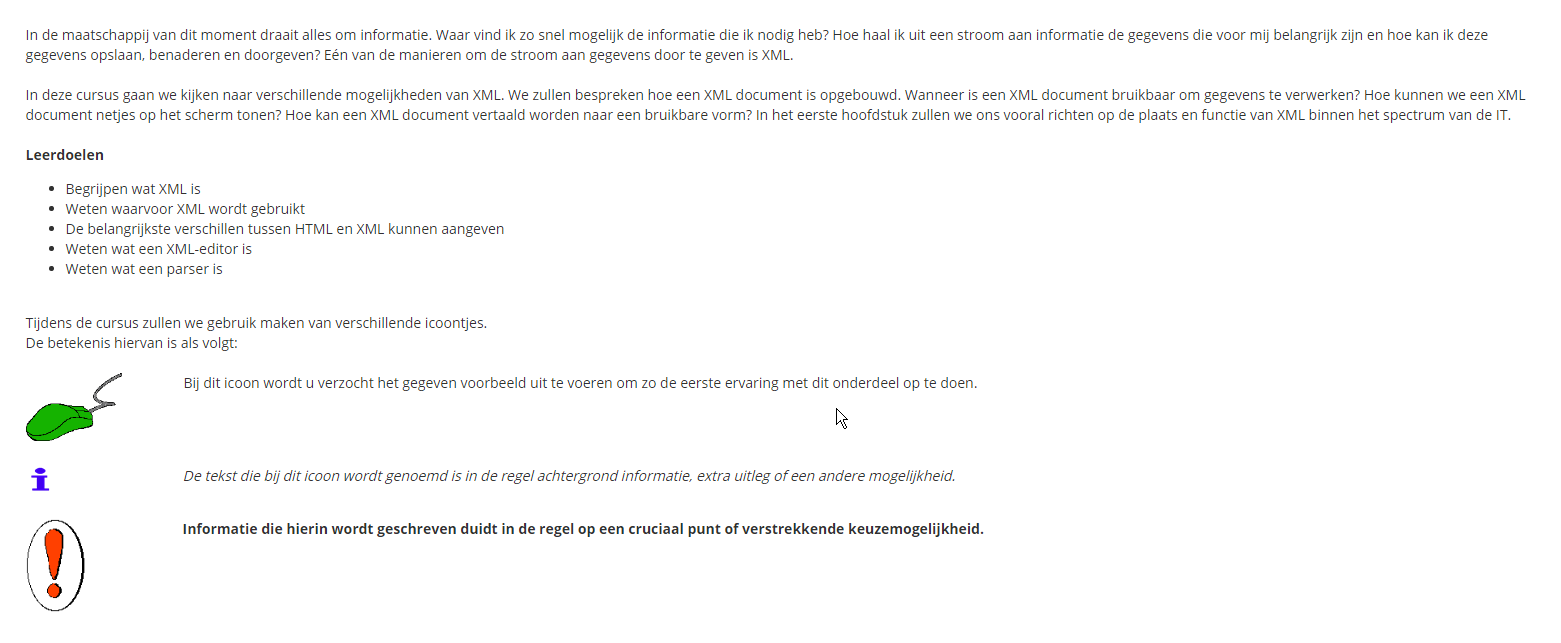 In de maatschappij van dit moment draait alles om informatie. Waar vind ik zo snel mogelijk de informatie die ik nodig heb? Hoe haal ik uit een stroom aan informatie de gegevens die voor mij belangrijk zijn en hoe kan ik deze
gegevens opslaan, benaderen en doorgeven? Eén van de manieren om de stroom aan gegevens door te geven is XML.
In deze cursus gaan we kijken naar verschillende mogelijkheden van XML. We zullen bespreken hoe een XML document is opgebouwd. Wanneer is een XML document bruikbaar om gegevens te verwerken? Hoe kunnen we een XML
document netjes op het scherm tonen? Hoe kan een XML document vertaald worden naar een bruikbare vorm? In het eerste hoofdstuk zullen we ons vooral richten op de plaats en functie van XML binnen het spectrum van de IT.
Leerdoelen
• Begrijpen wat XML is
• Weten waarvoor XML wordt gebruikt
• De belangrijkste verschillen tussen HTML en XML kunnen aangeven
• Weten wat een XML-editor is
• Weten wat een parser is
Tijdens de cursus zullen we gebruik maken van verschillende icoontjes.
De betekenis hiervan is als volgt:
Bij dit icoon wordt u verzocht het gegeven voorbeeld uit te voeren om zo de eerste ervaring met dit onderdeel op te doen.
De tekst die bij dit icoon wordt genoemd is in de regel achtergrond informatie, extra uitleg of een andere mogelijkheid.
Informatie die hierin wordt geschreven duidt in de regel op een cruciaal punt of verstrekkende keuzemogelijkheid.